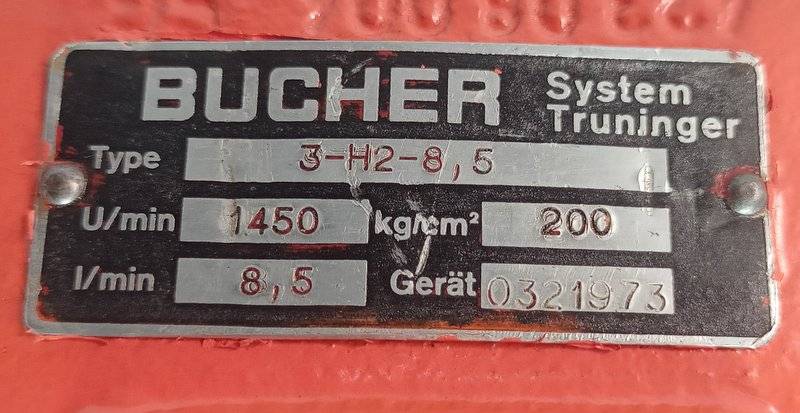 BUCHER System
Truninger
Type 3-H2-8,5
U/min 1450 kg/cm² 200
l/min 8,5 Gerät 0321973